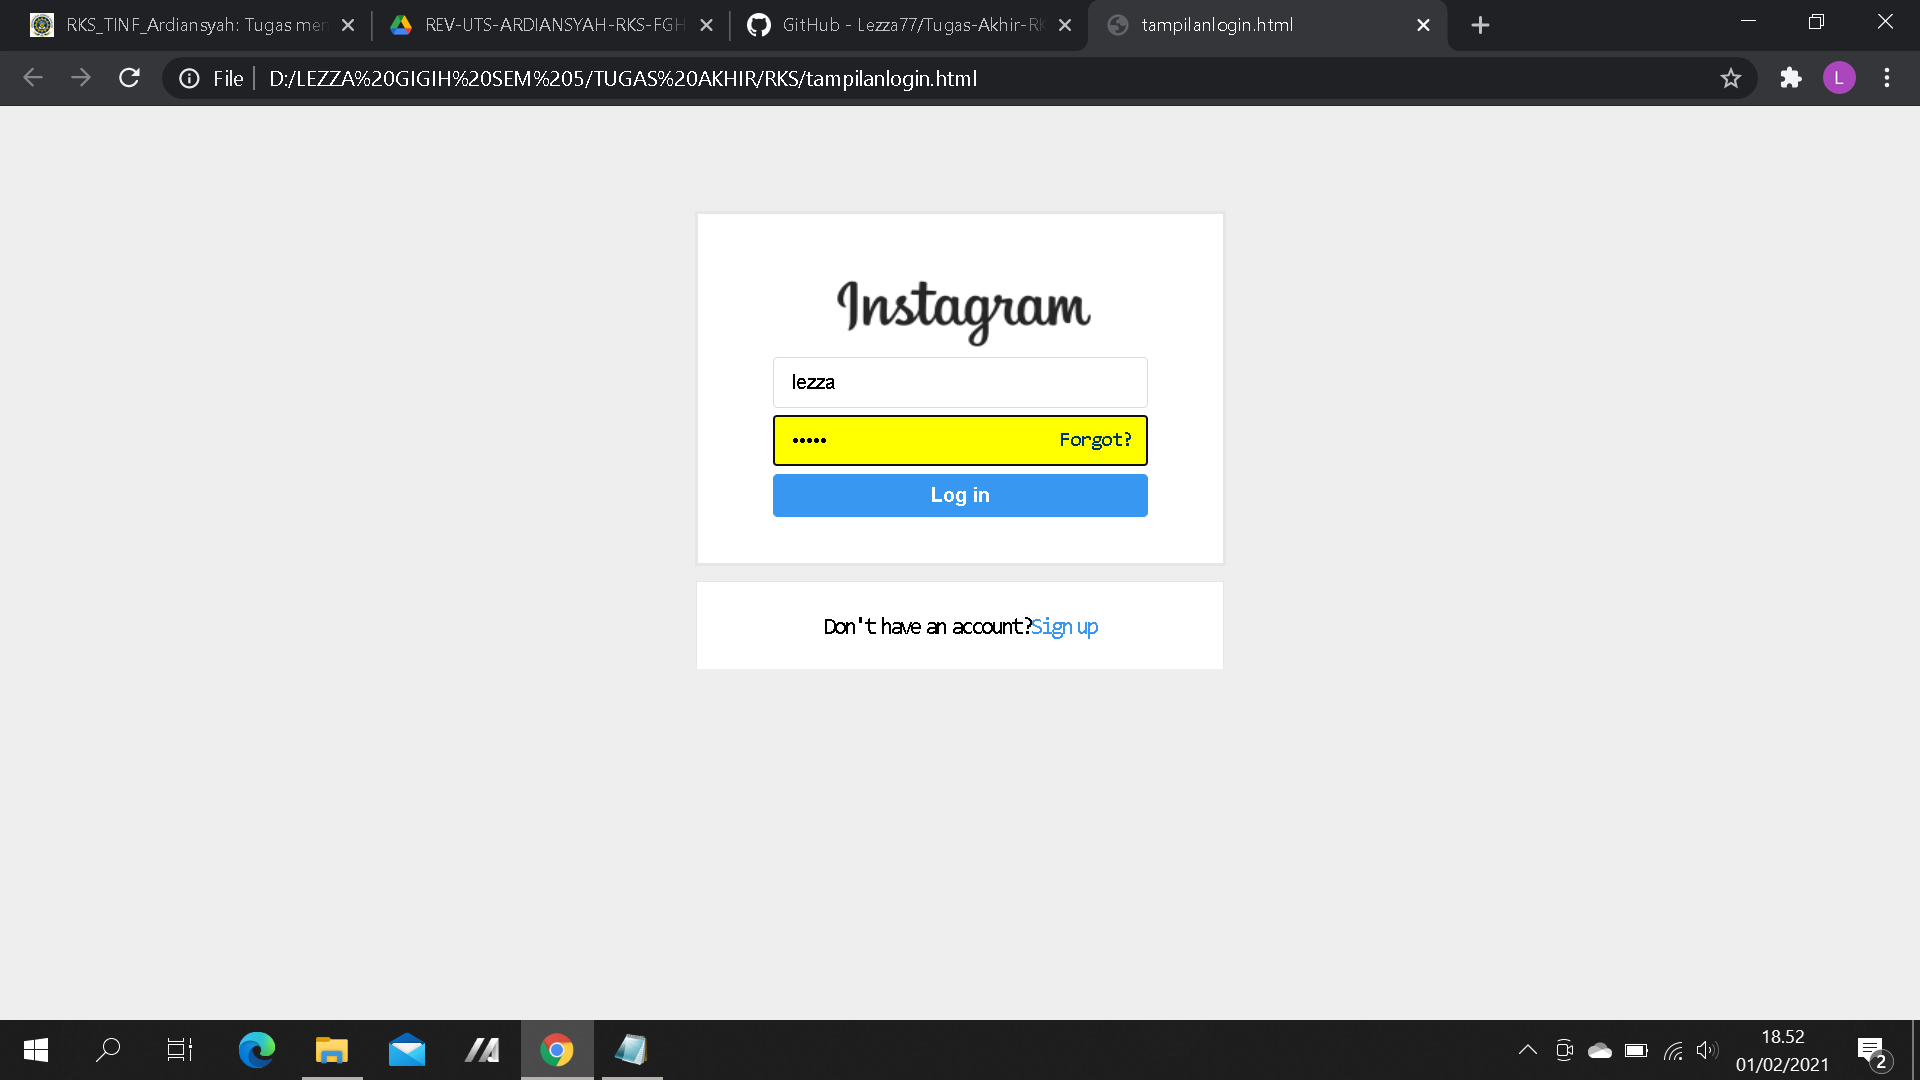 RKS_TINF_Ardiansyah: Tugas men
REV-UTS-ARDIANSYAH-RKS-FGH
GitHub - Lezza77/Tugas-Akhir-RK
tampilanlogin.html
File
D:/LEZZA%20GIGIH%20SEM%205/TUGAS%20AKHIR/RKS/tampilanlogin.html
L
Instagram
lezza
•••••
Forgot?
Log in
Don't have an account?Sign up
18.52
01/02/2021
2